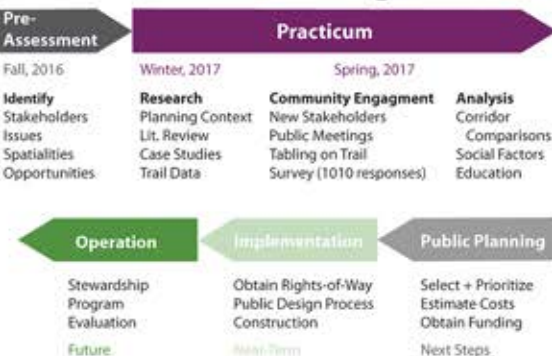 Pre-
Assessment
Practicum
Fall, 2016
Winter, 2017
Spring, 2017
Identify
Stakeholders
Issues
Spatialities
Opportunities
Research
Planning Context
Lit. Review
Case Studies
Trail Data
Community Engagment
New Stakeholders
Public Meetings
Tabling on Trail
Survey (1010 responses)
Analysis
Corridor
Comparisons
Social Factors
Education
Operation
Implementation
Public Planning
Stewardship
Program
Evaluation
Future
Obtain Rights-of-Way
Public Design Process
Construction
Near-Term
Select + Prioritize
Estimate Costs
Obtain Funding
Next Steps